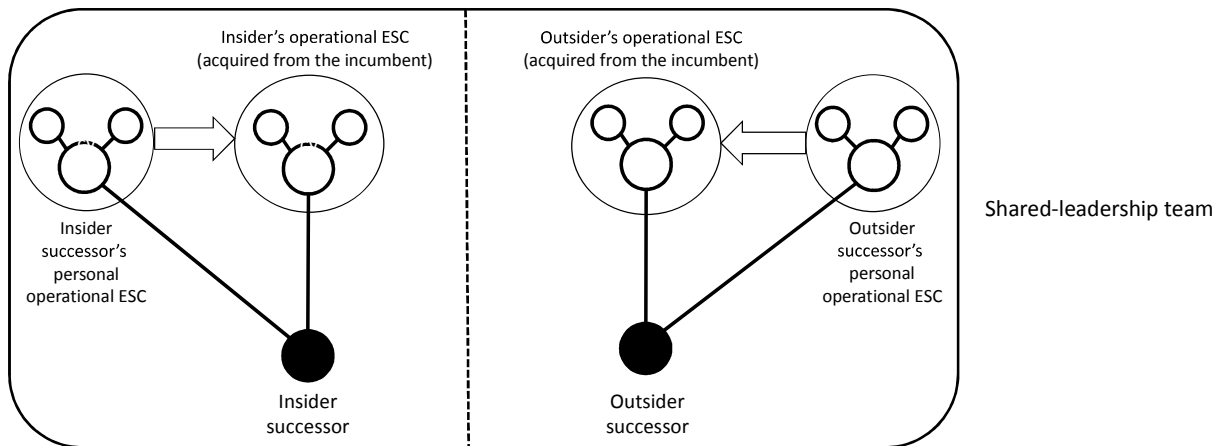 Insider's operational ESC
(acquired from the incumbent)
Outsider's operational ESC
(acquired from the incumbent)
Insider
successor's
personal
operational ESC
Outsider
successor's
personal
operational ESC
Shared-leadership team
Insider
successor
Outsider
successor